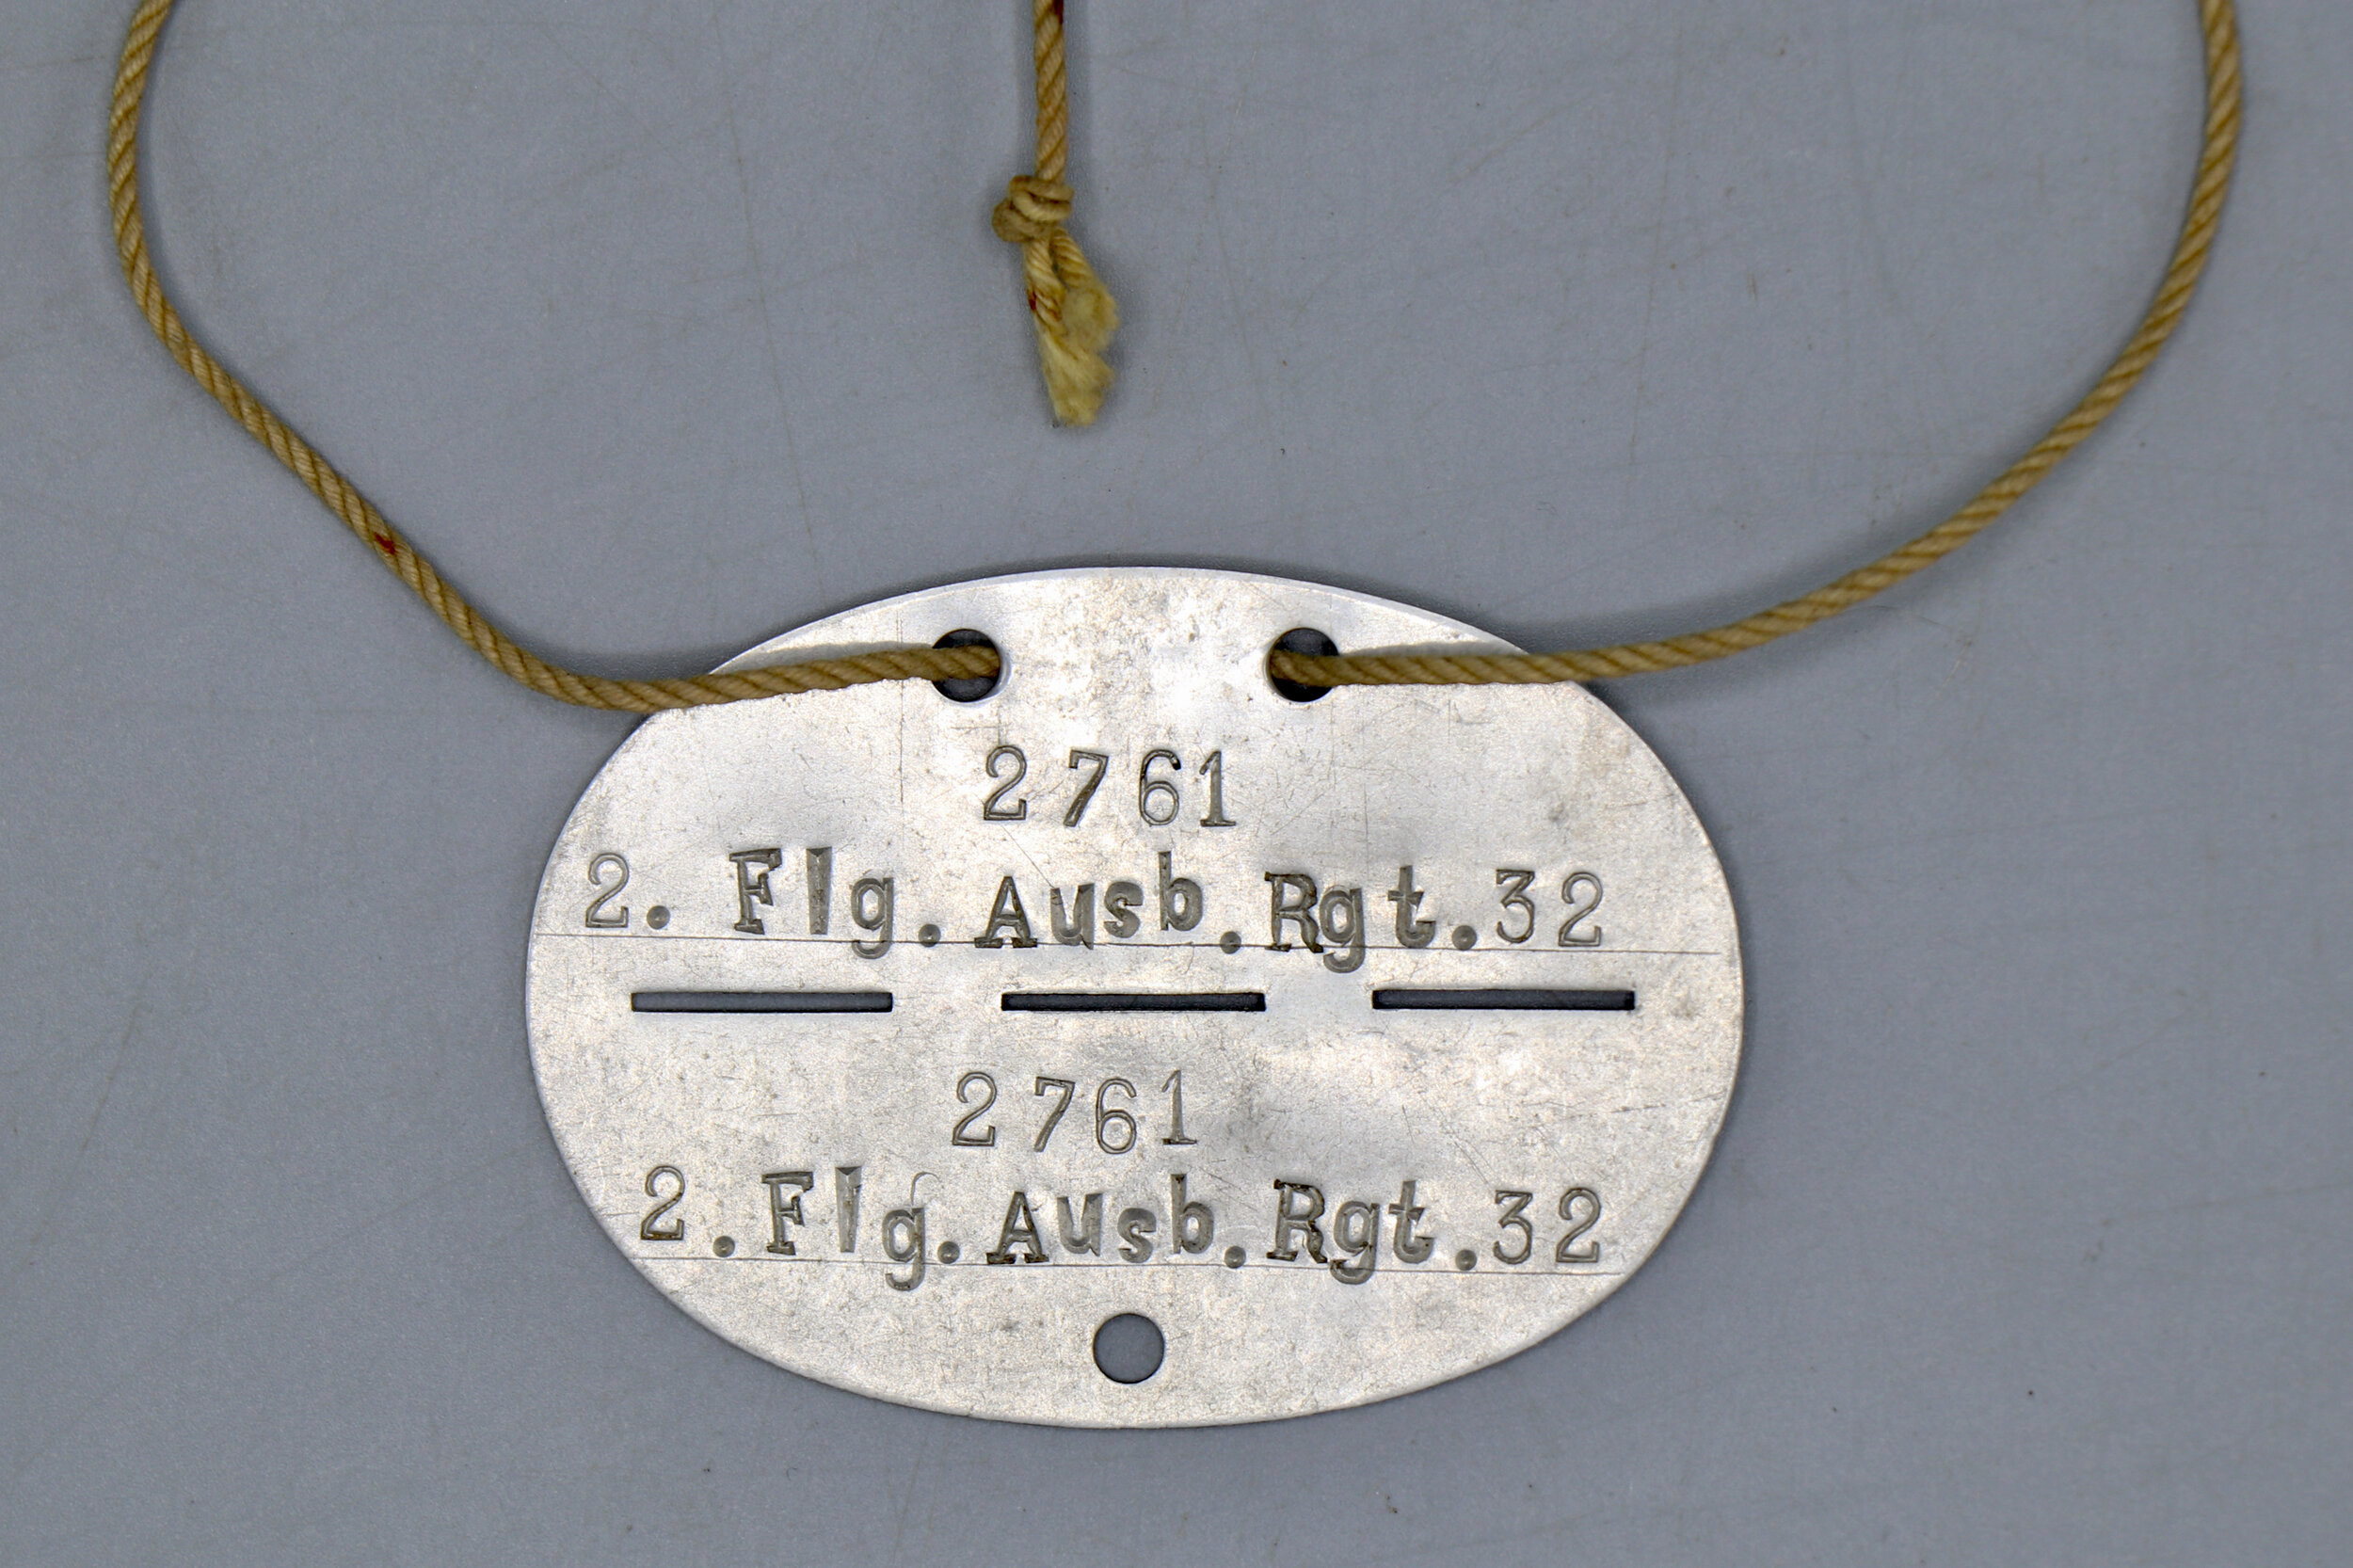 2761
2. Flg. Ausb. Rgt. 32
2761
2. Flg. Ausb. Rgt. 32